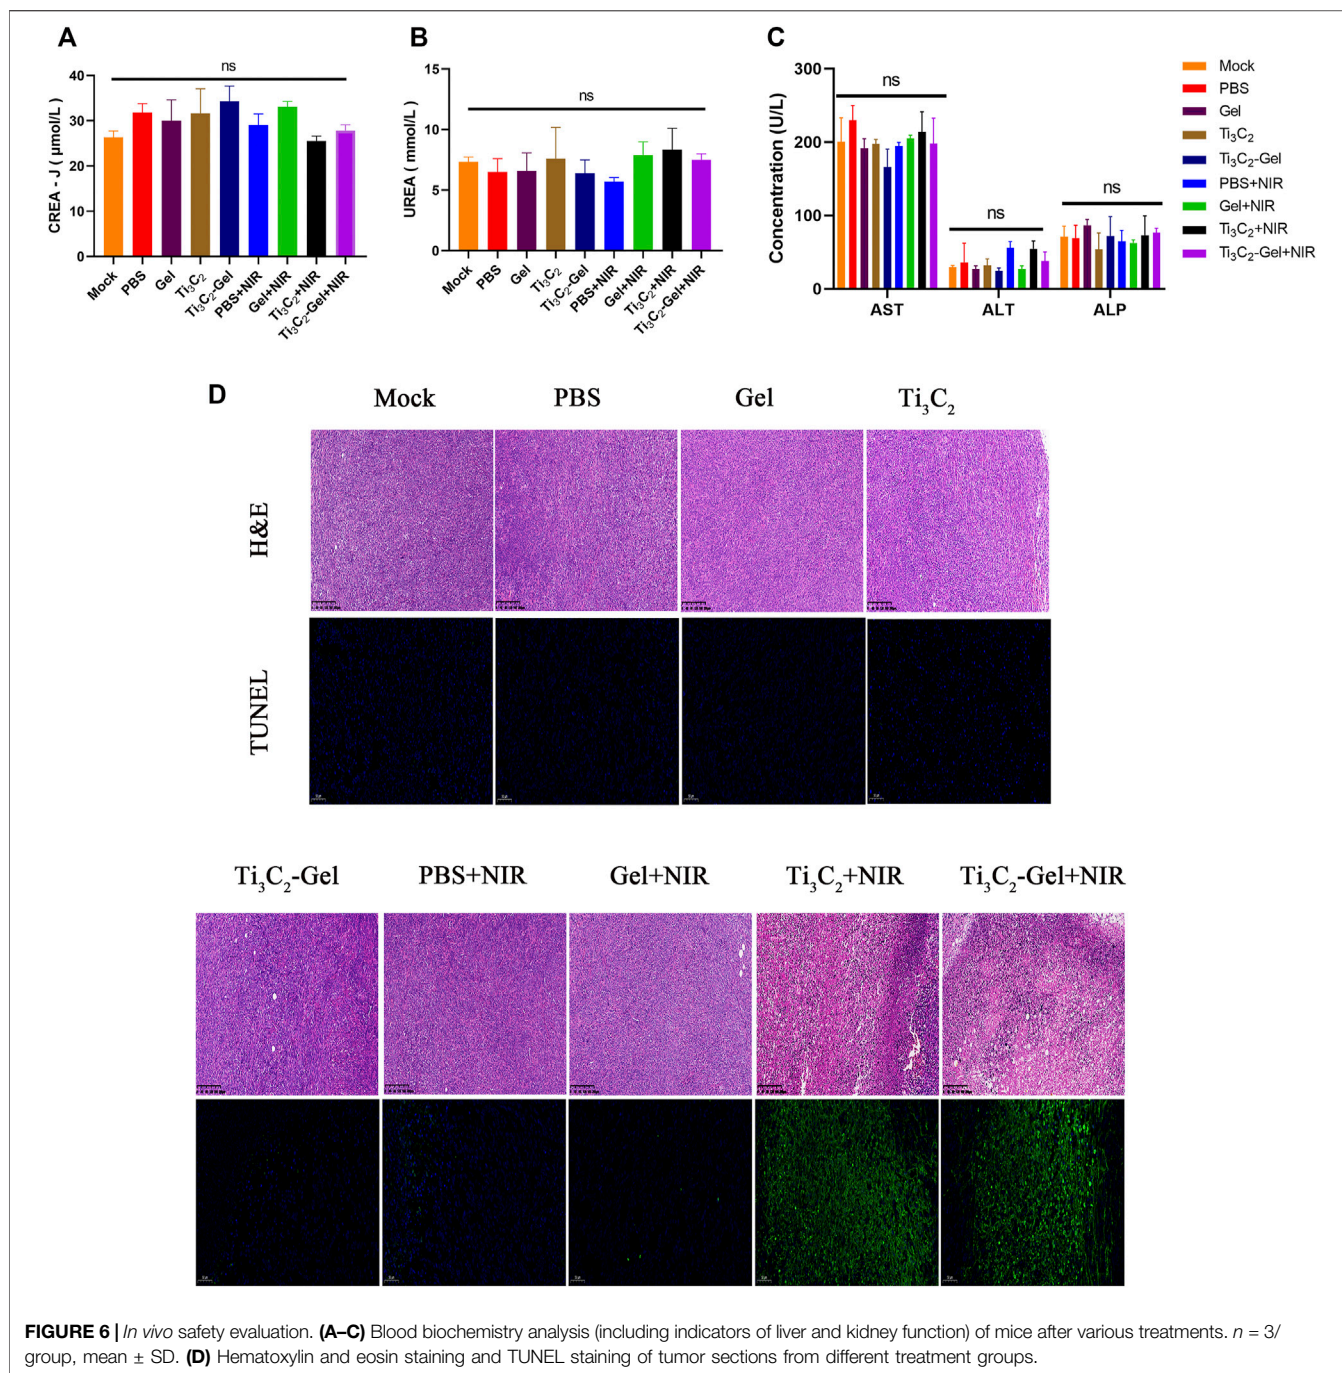 A
B
C
ns
40
30
20
10
0
CREA - J ( μmol/L )
Mock
PBS
Gel
Ti₃C₂
Ti₃C₂-Gel
PBS+NIR
Gel+NIR
Ti₃C₂+NIR
Ti₃C₂-Gel+NIR
ns
15
10
5
0
UREA ( mmol/L )
Mock
PBS
Gel
Ti₃C₂
Ti₃C₂-Gel
PBS+NIR
Gel+NIR
Ti₃C₂+NIR
Ti₃C₂-Gel+NIR
300
200
100
0
Concentration (U/L)
ns
ns
ns
AST
ALT
ALP
Mock
PBS
Gel
Ti₃C₂
Ti₃C₂-Gel
PBS+NIR
Gel+NIR
Ti₃C₂+NIR
Ti₃C₂-Gel+NIR
D
Mock
PBS
Gel
Ti₃C₂
H&E
TUNEL
Ti₃C₂-Gel
PBS+NIR
Gel+NIR
Ti₃C₂+NIR
Ti₃C₂-Gel+NIR
FIGURE 6 | In vivo safety evaluation. (A–C) Blood biochemistry analysis (including indicators of liver and kidney function) of mice after various treatments. n = 3/
group, mean ± SD. (D) Hematoxylin and eosin staining and TUNEL staining of tumor sections from different treatment groups.